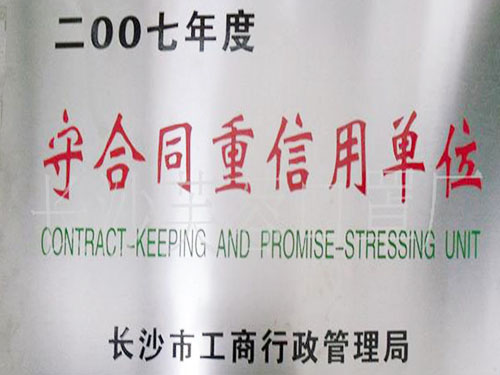 二00七年度
守合同重信用单位
CONTRACT-KEEPING AND PROMiSE-STRESSiNG UNIT
长沙市工商行政管理局